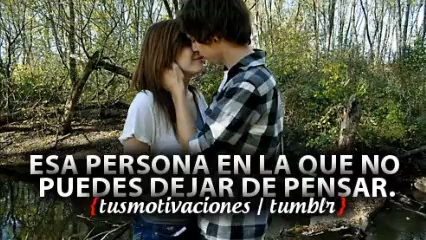 ESA PERSONA EN LA QUE NO
PUEDES DEJAR DE PENSAR.
{tusmotivaciones / tumblr}